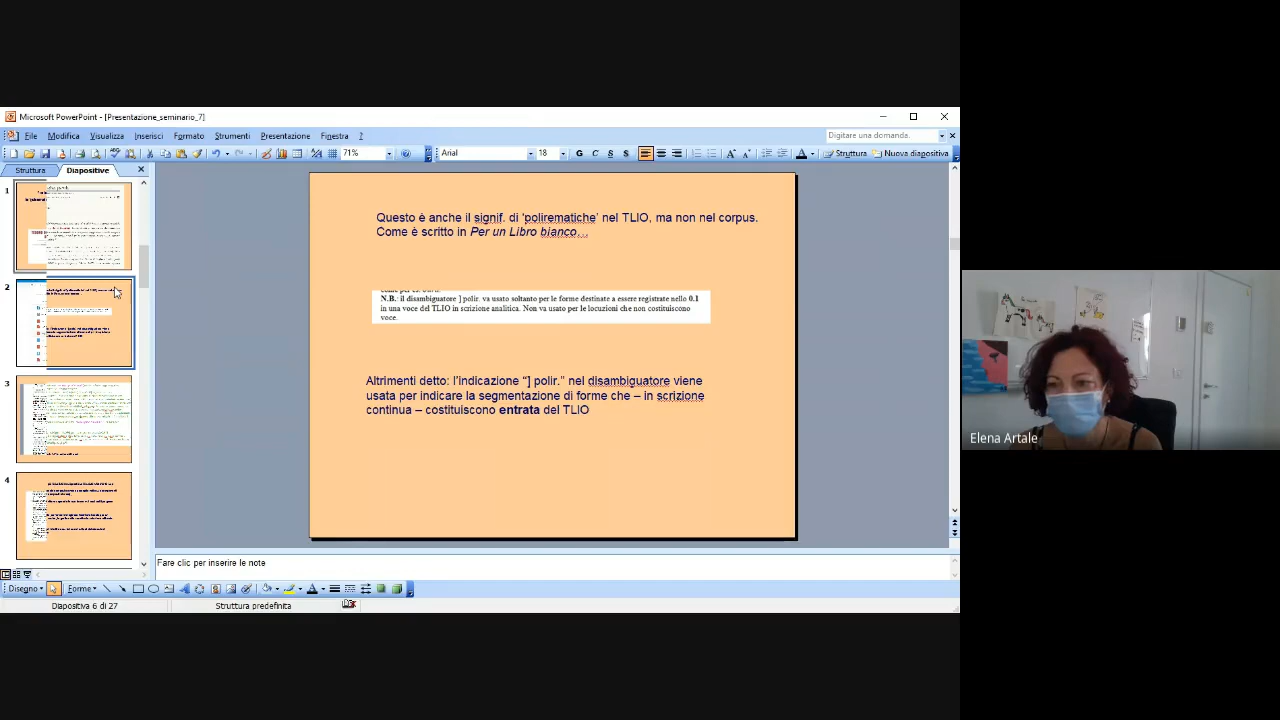 Microsoft PowerPoint - [Presentazione_seminario_7]
File Modifica Visualizza Inserisci Formato Strumenti Presentazione Finestra ?
Digitare una domanda.
71%
Arial
18
G C S S
Struttura
Nuova diapositiva
Struttura
Diapositive
1
2
3
4
Questo è anche il signif. di ‘polirematiche’ nel TLIO, ma non nel corpus.
Come è scritto in Per un Libro bianco…
N.B.: il disambiguatore ] polir. va usato soltanto per le forme destinate a essere registrate nello 0.1
in una voce del TLIO in scrizione analitica. Non va usato per le locuzioni che non costituiscono
voce.
Altrimenti detto: l’indicazione “] polir.” nel disambiguatore viene
usata per indicare la segmentazione di forme che – in scrizione
continua – costituiscono entrata del TLIO
Elena Artale
Fare clic per inserire le note
Disegno
Forme
Diapositiva 6 di 27
Struttura predefinita